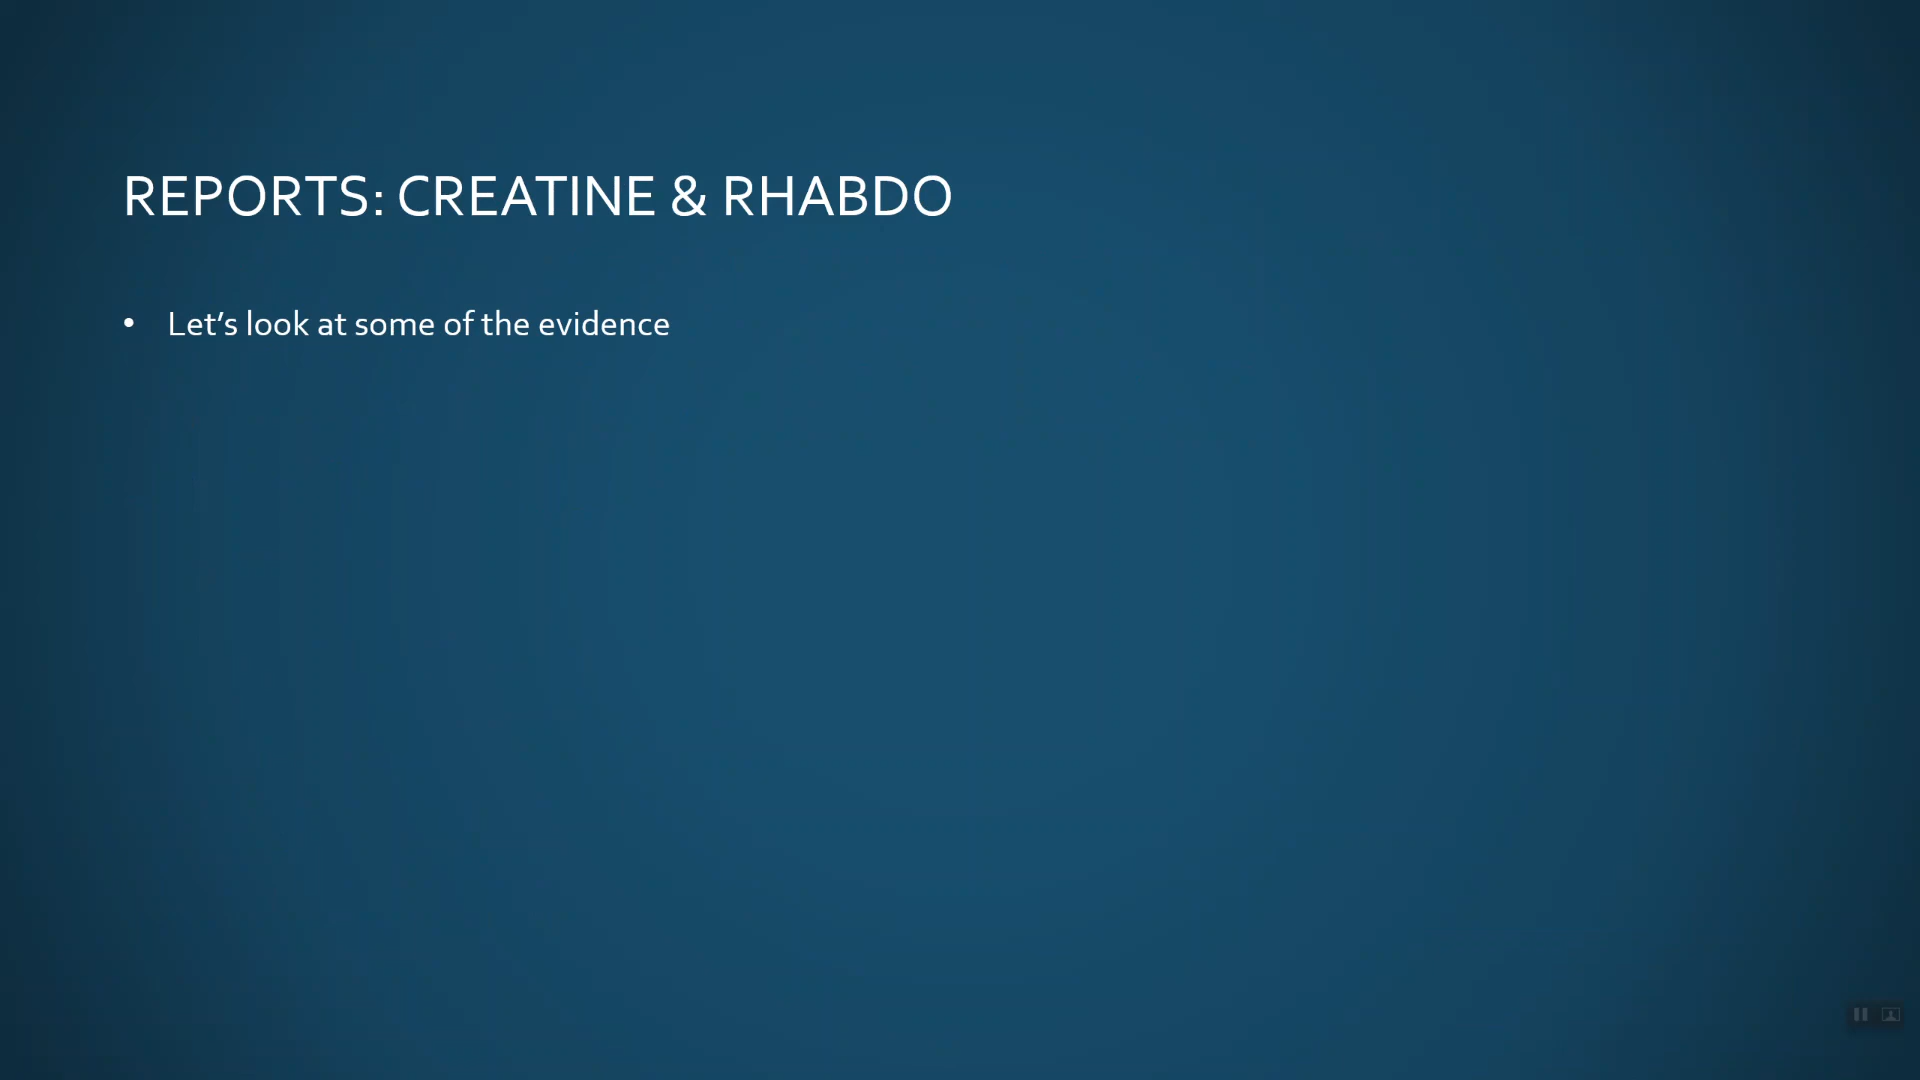 REPORTS: CREATINE & RHABDO
• Let’s look at some of the evidence